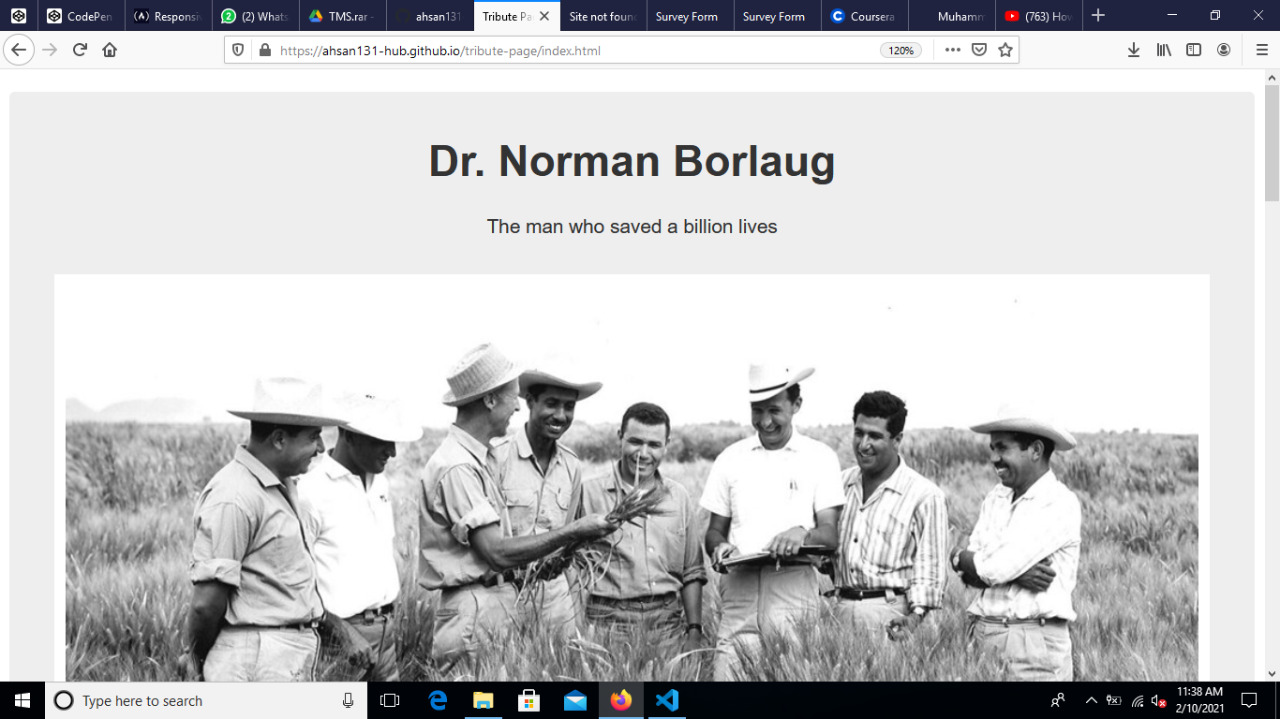 CodePen
Responsiv
(2) Whats
TMS.rar -
ahsan131
Tribute Pa
Site not foun
Survey Form
Survey Form
Coursera
Muhamm
(763) How
https://ahsan131-hub.github.io/tribute-page/index.html
120%
Dr. Norman Borlaug
The man who saved a billion lives
Type here to search
11:38 AM
2/10/2021